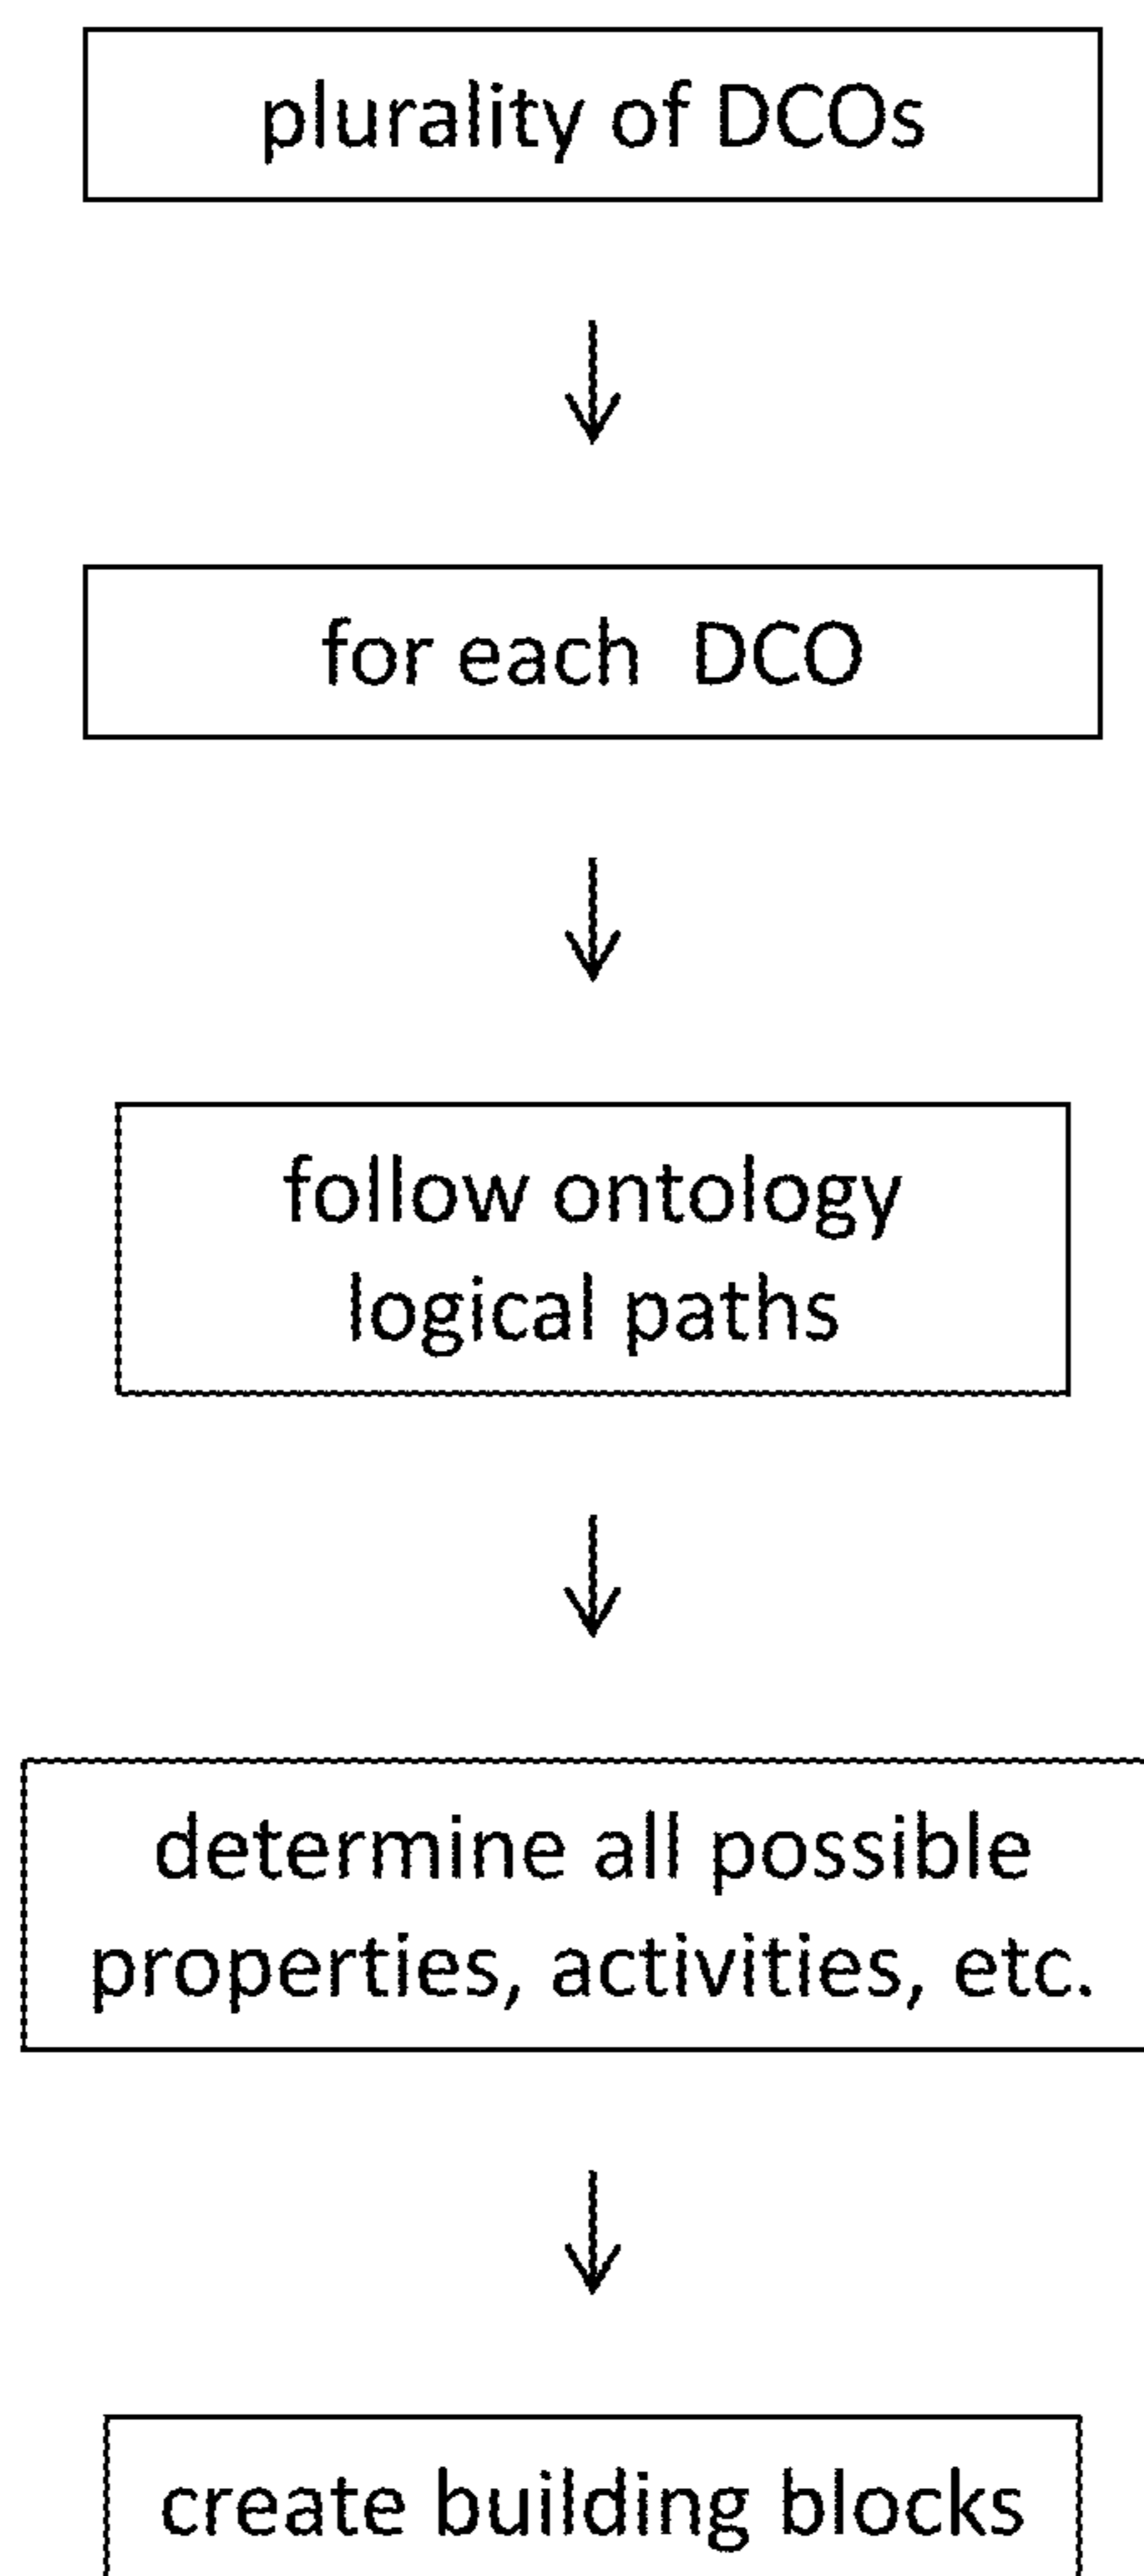 plurality of DCOs
for each DCO
follow ontology
logical paths
determine all possible
properties, activities, etc.
create building blocks